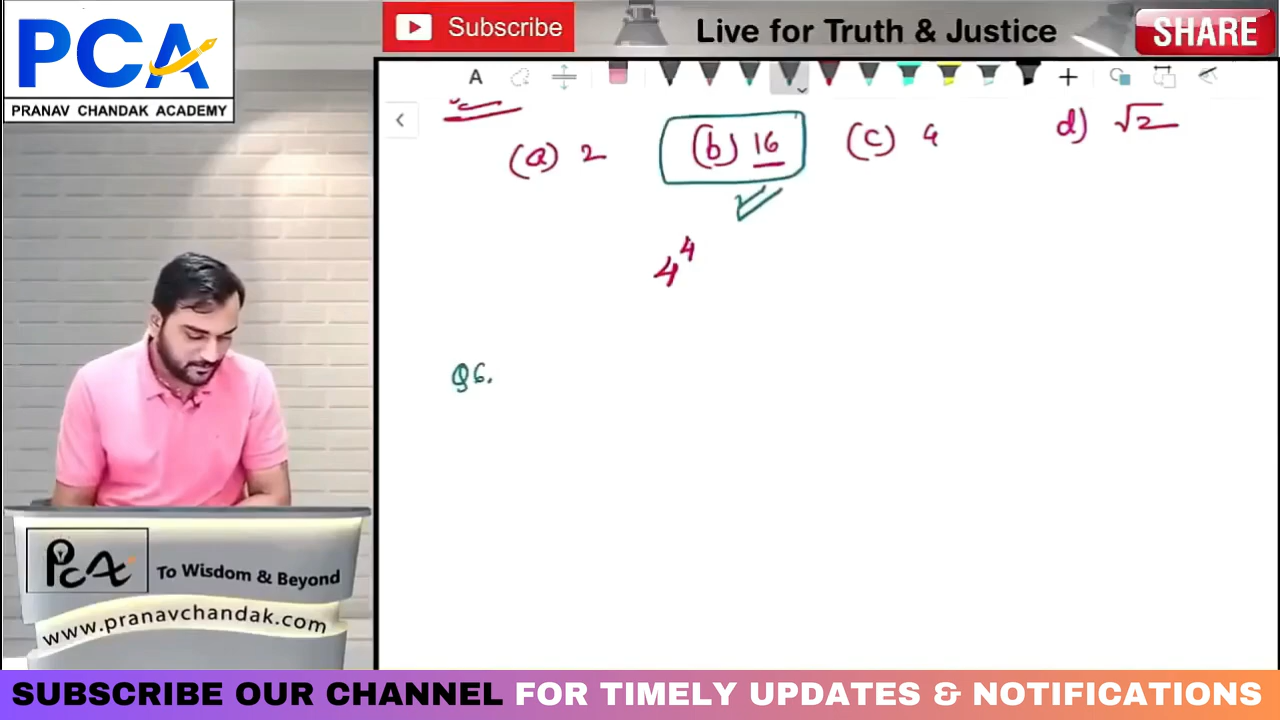 PCA
PRANAV CHANDAK ACADEMY
Subscribe
Live for Truth & Justice
SHARE
A
(a) 2 (b) 16 (c) 4 d) √2
4^4
Q6.
PCA To Wisdom & Beyond
www.pranavchandak.com
SUBSCRIBE OUR CHANNEL FOR TIMELY UPDATES & NOTIFICATIONS